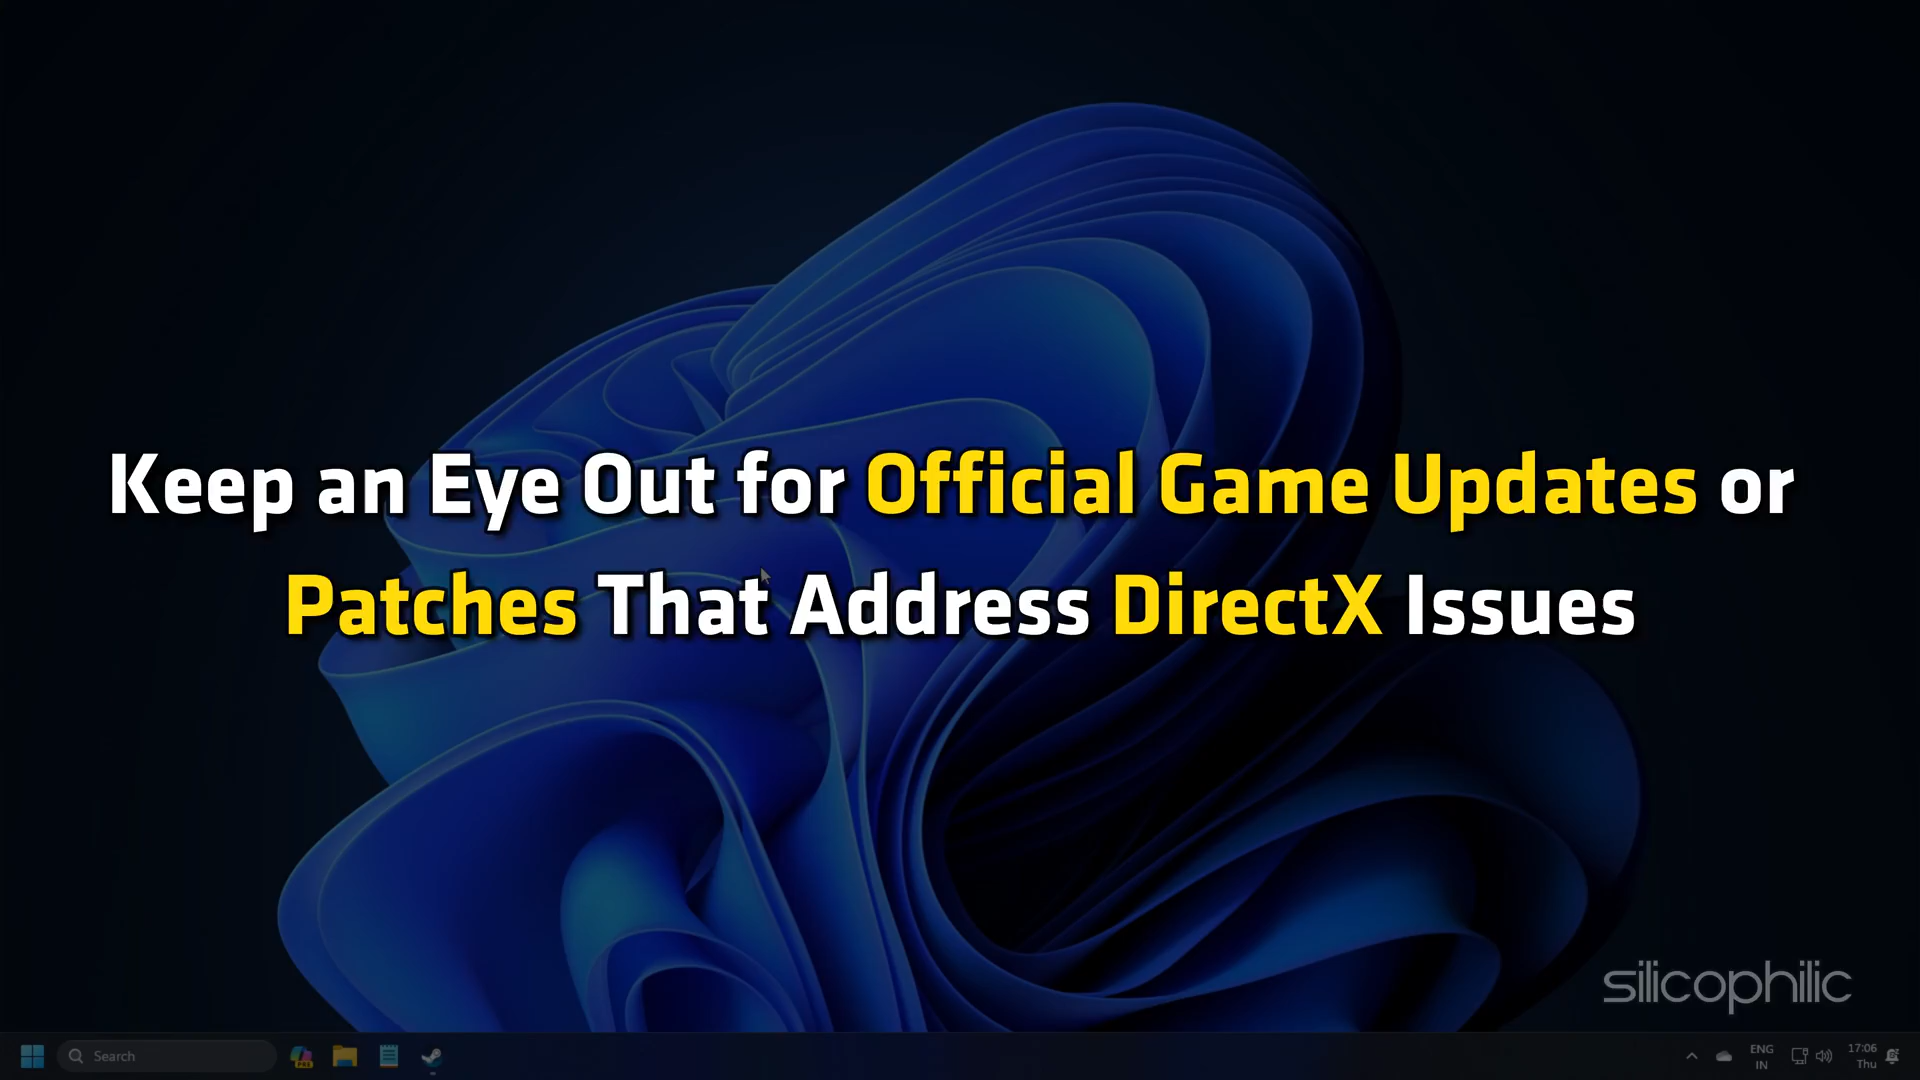 Keep an Eye Out for Official Game Updates or
Patches That Address DirectX Issues
silicophilic
Search
ENG
IN
17:06
Thu